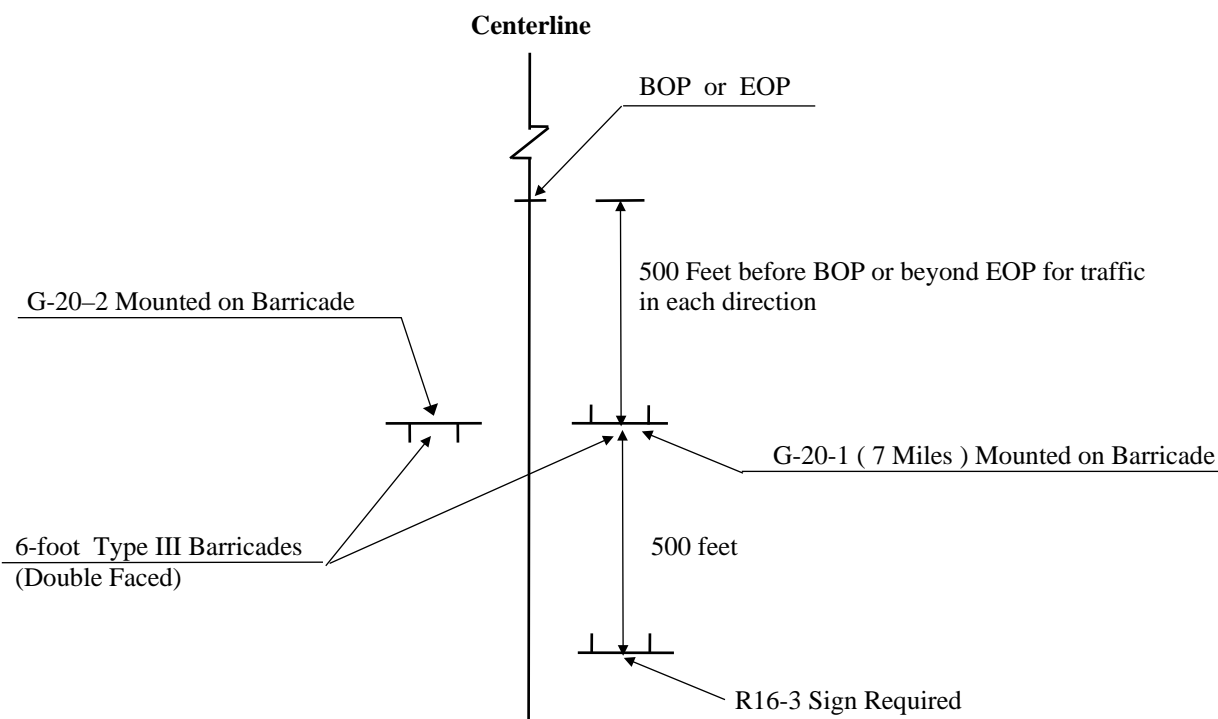 Centerline
BOP or EOP
500 Feet before BOP or beyond EOP for traffic
in each direction
G-20–2 Mounted on Barricade
G-20-1 ( 7 Miles ) Mounted on Barricade
6-foot Type III Barricades
(Double Faced)
500 feet
R16-3 Sign Required